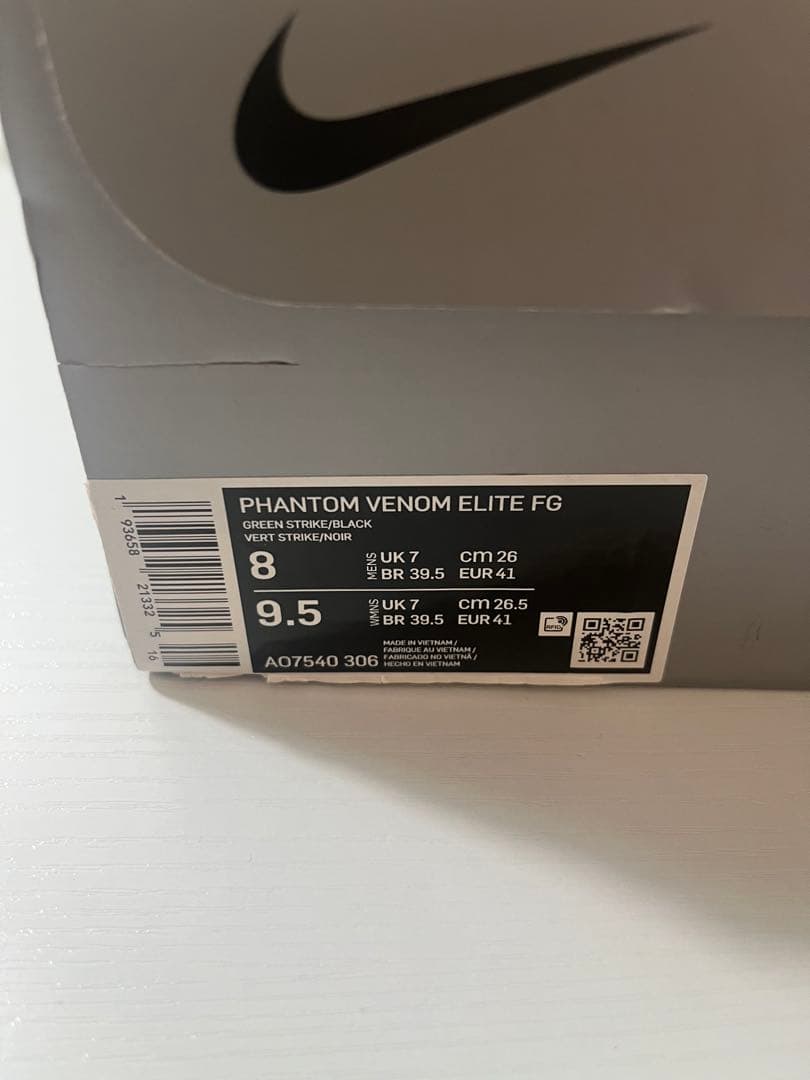 PHANTOM VENOM ELITE FG
GREEN STRIKE/BLACK
VERT STRIKE/NOIR
8 MENS UK 7 cm 26
BR 39.5 EUR 41
9.5 WMNS UK 7 cm 26.5
BR 39.5 EUR 41
RFID
AO7540 306
MADE IN VIETNAM /
FABRIQUE AU VIETNAM /
FABRICADO NO VIETNÃ /
HECHO EN VIETNAM
1 93658 21332 5 16